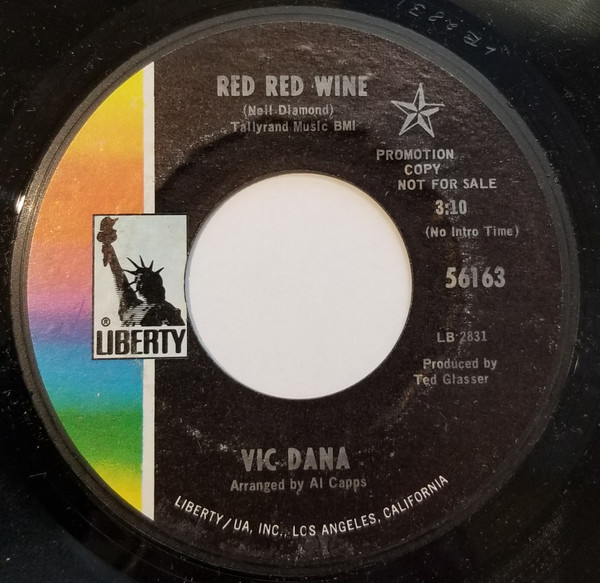 RED RED WINE
(Neil Diamond)
Tallyrand Music BMI
PROMOTION
COPY
NOT FOR SALE
3:10
(No Intro Time)
56163
LB-2831
Produced by
Ted Glasser
®
LIBERTY
VIC DANA
Arranged by Al Capps
LIBERTY/UA, INC., LOS ANGELES, CALIFORNIA